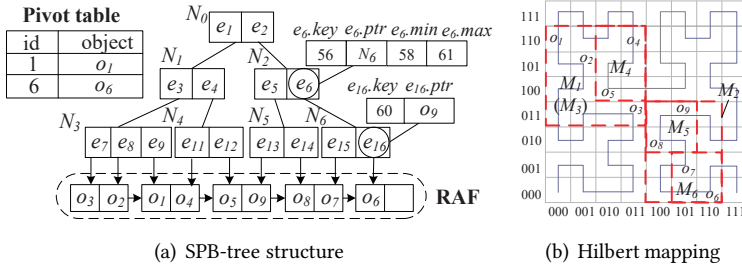 Pivot table
id object
1 o1
6 o6
N0
e1 e2
e6.key e6.ptr e6.min e6.max
56 N6 58 61
N1
e3 e4
N2
e5 e6
e16.key e16.ptr
60 o9
N3
e7 e8 e9
N4
e11 e12
N5
e13 e14
N6
e15 e16
o3 o2 o1 o4 o5 o9 o8 o7 o6
RAF
(a) SPB-tree structure
111
110
101
100
011
010
001
000
000 001 010 011 100 101 110 111
o1
o4
o2
M4
o5
M1
(M3)
o3
o9
M2
M5
o8
o7
M6
o6
(b) Hilbert mapping